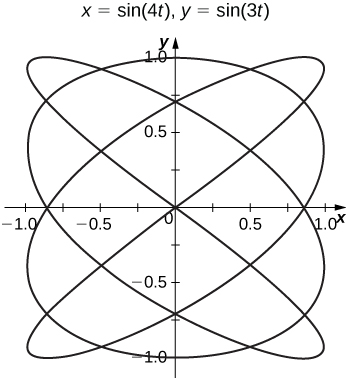 x = sin(4t), y = sin(3t)
y
1.0
0.5
−1.0 −0.5 0 0.5 1.0 x
−0.5
−1.0